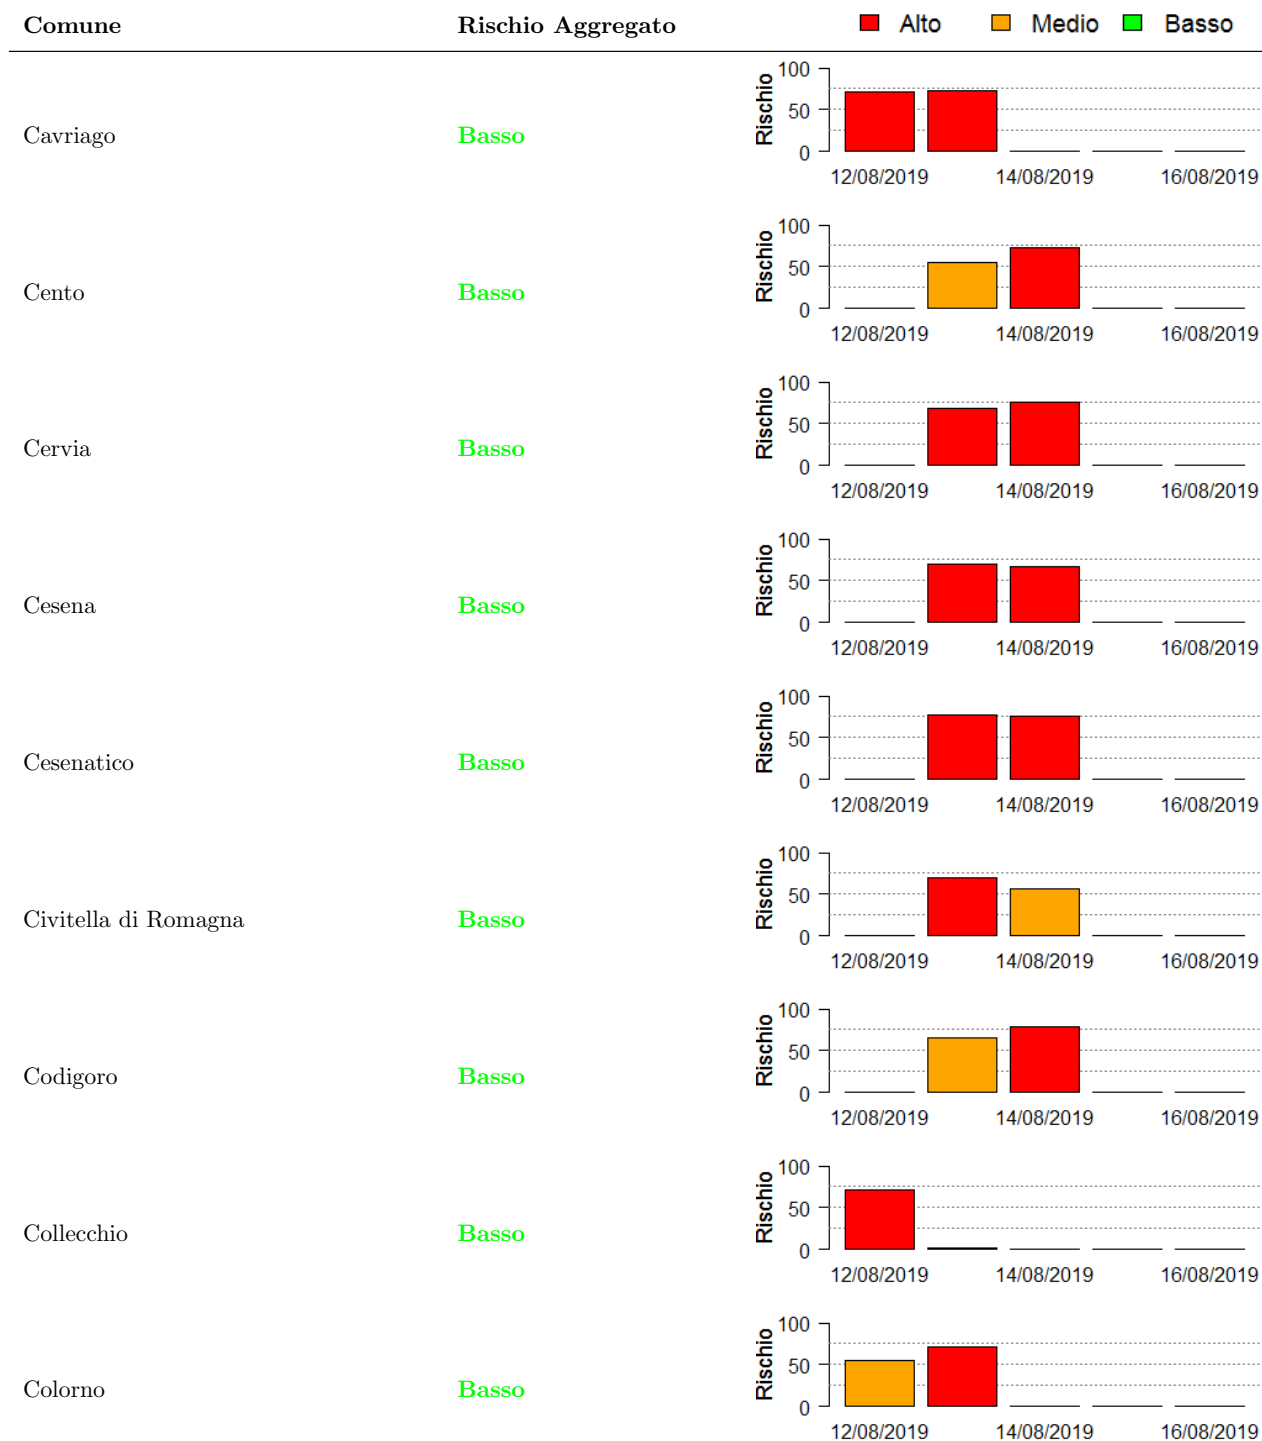 Comune Rischio Aggregato Alto Medio Basso
100
50
0
Rischio
Cavriago Basso
12/08/2019 14/08/2019 16/08/2019
100
50
0
Rischio
Cento Basso
12/08/2019 14/08/2019 16/08/2019
100
50
0
Rischio
Cervia Basso
12/08/2019 14/08/2019 16/08/2019
100
50
0
Rischio
Cesena Basso
12/08/2019 14/08/2019 16/08/2019
100
50
0
Rischio
Cesenatico Basso
12/08/2019 14/08/2019 16/08/2019
100
50
0
Rischio
Civitella di Romagna Basso
12/08/2019 14/08/2019 16/08/2019
100
50
0
Rischio
Codigoro Basso
12/08/2019 14/08/2019 16/08/2019
100
50
0
Rischio
Collecchio Basso
12/08/2019 14/08/2019 16/08/2019
100
50
0
Rischio
Colorno Basso
12/08/2019 14/08/2019 16/08/2019